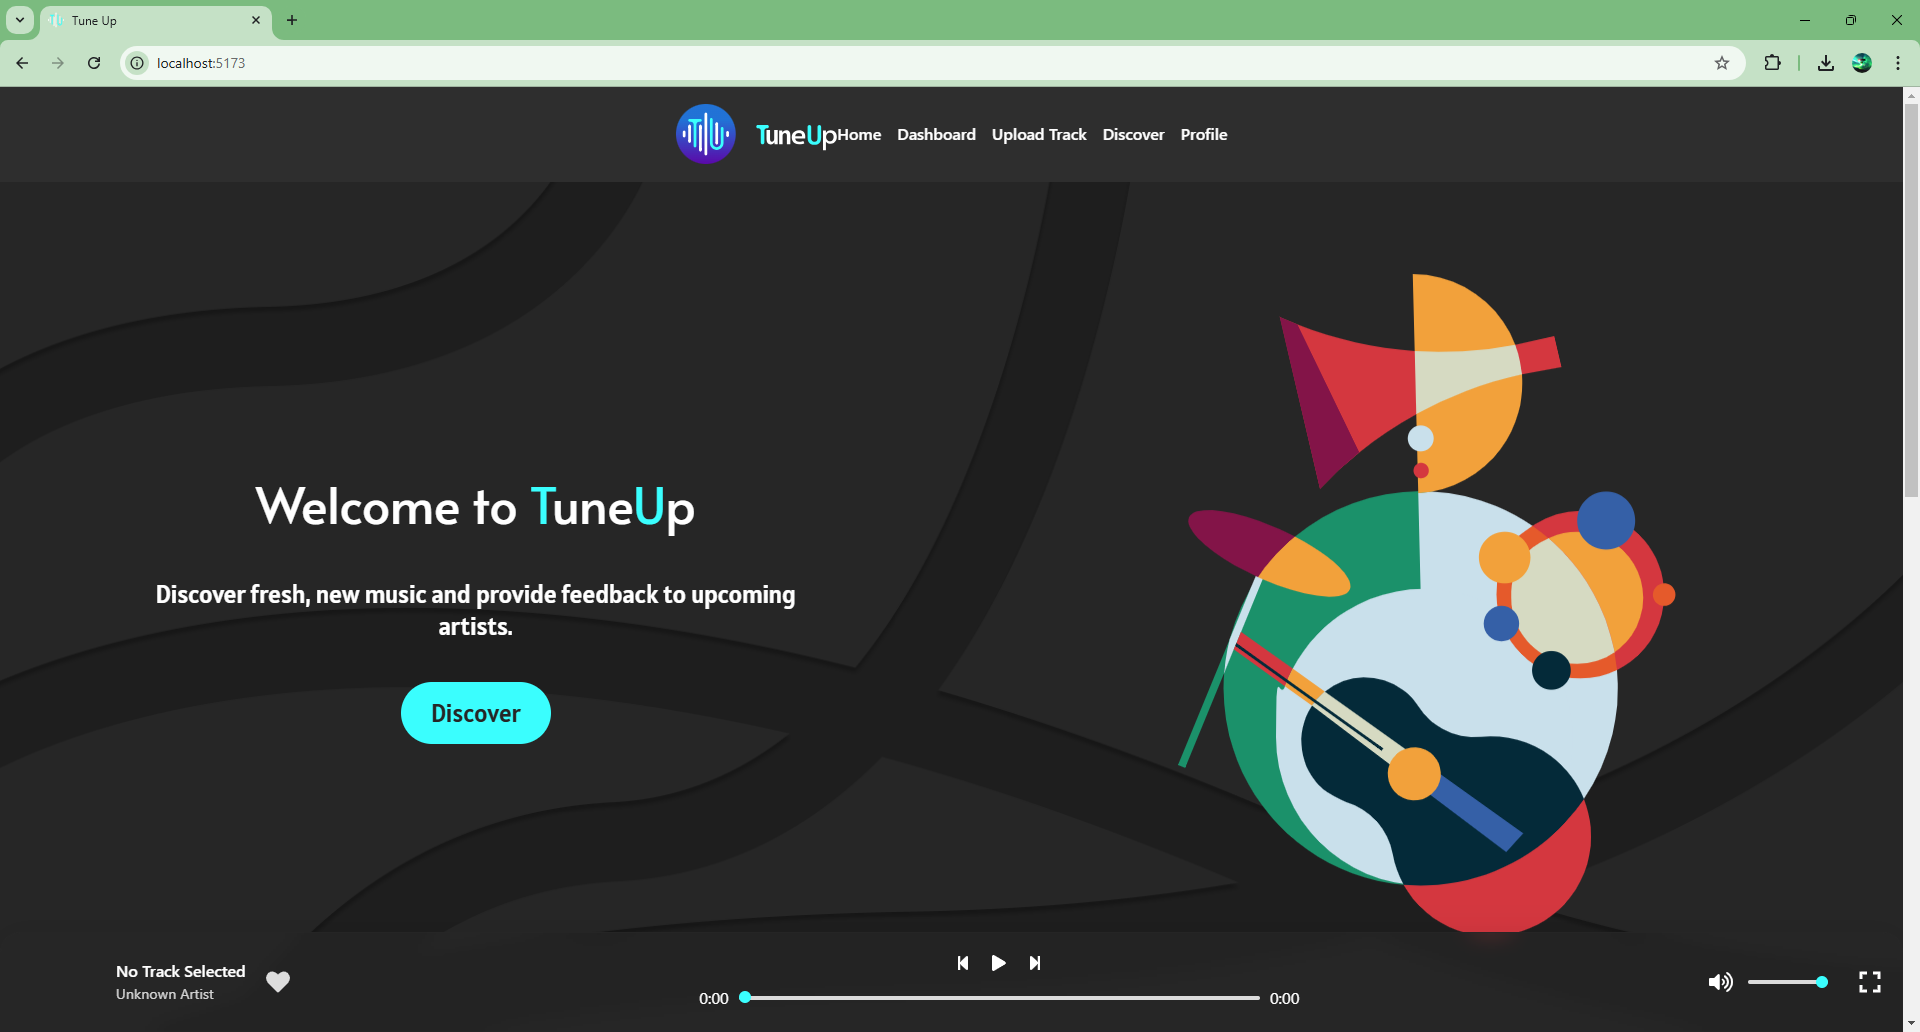 Tune Up
localhost:5173
TU TuneUp Home Dashboard Upload Track Discover Profile
Welcome to TuneUp
Discover fresh, new music and provide feedback to upcoming
artists.
Discover
No Track Selected
Unknown Artist
0:00 0:00